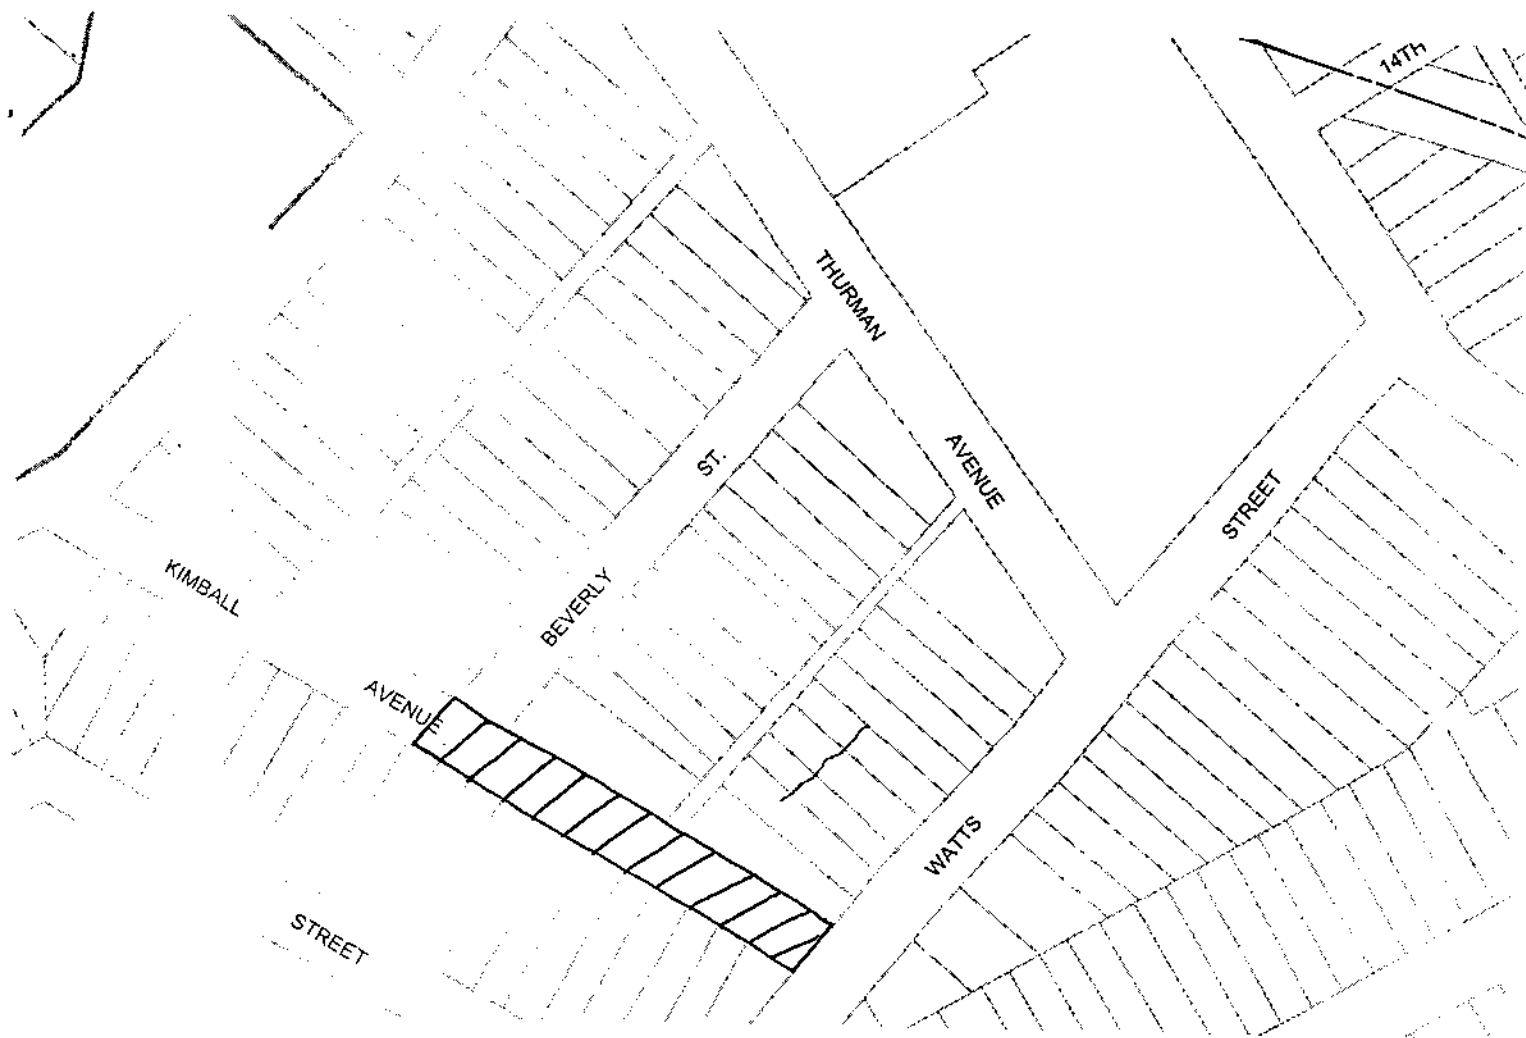 14TH
THURMAN
AVENUE
ST.
STREET
KIMBALL
AVENUE
BEVERLY
WATTS
STREET